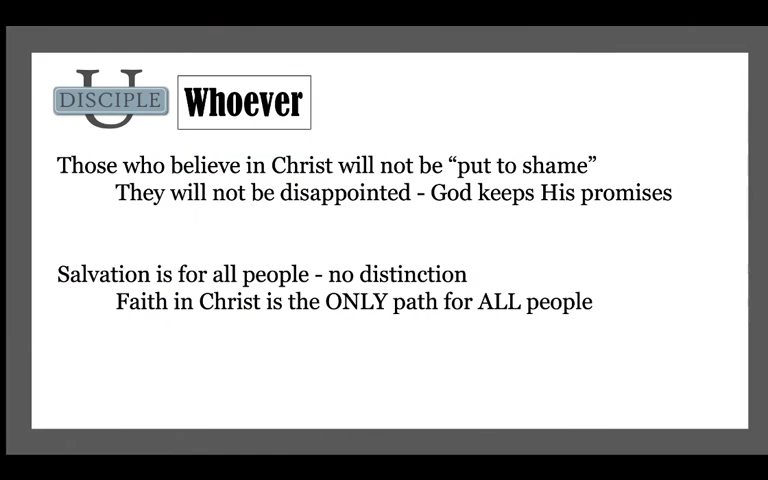 U
DISCIPLE
Whoever
Those who believe in Christ will not be “put to shame”
They will not be disappointed - God keeps His promises
Salvation is for all people - no distinction
Faith in Christ is the ONLY path for ALL people